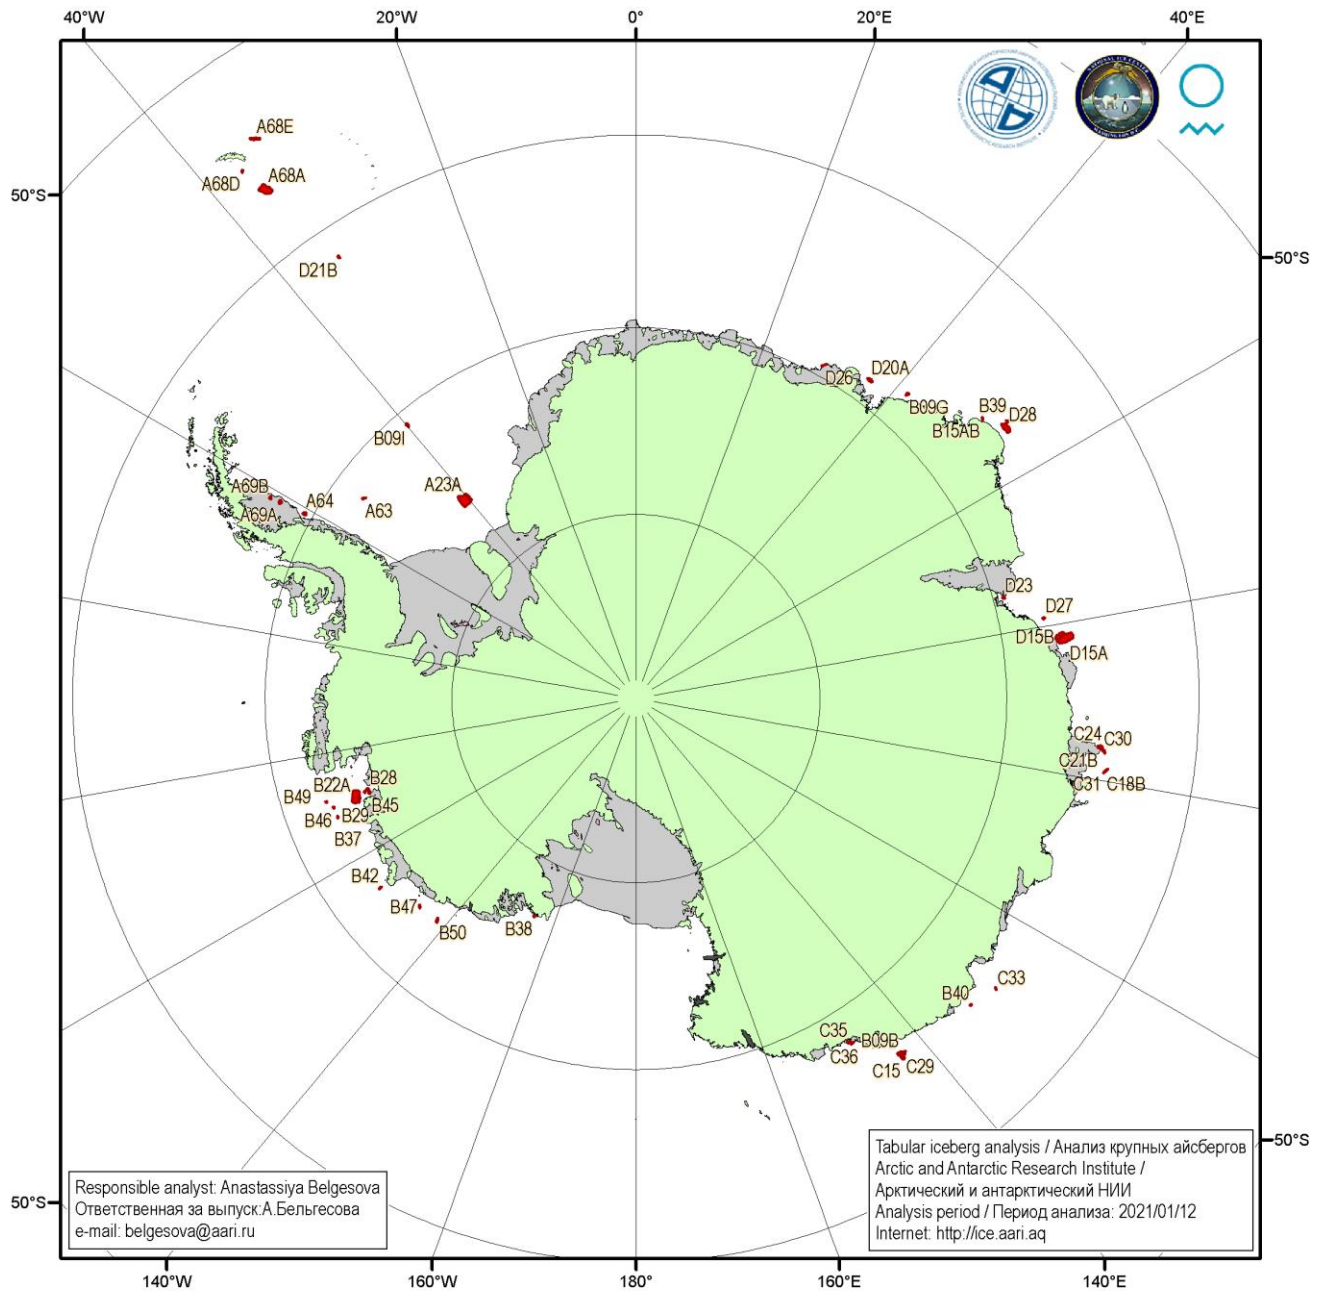 40°W
20°W
0°
20°E
40°E
NATIONAL ICE CENTER
WASHINGTON D.C.
A68E
A68D
A68A
50°S
50°S
D21B
D26
D20A
B09G
B39
D28
B15AB
B09I
A23A
A69B
A64
A63
A69A
D23
D27
D15B
D15A
C24
C30
C21B
C31
C18B
B28
B22A
B49
B45
B46
B29
B37
B42
B47
B50
B38
C33
B40
C35
B09B
C36
C15
C29
50°S
50°S
Responsible analyst: Anastassiya Belgesova
Ответственная за выпуск:А.Бельгесова
e-mail: belgesova@aari.ru
Tabular iceberg analysis / Анализ крупных айсбергов
Arctic and Antarctic Research Institute /
Арктический и антарктический НИИ
Analysis period / Период анализа: 2021/01/12
Internet: http://ice.aari.aq
140°W
160°W
180°
160°E
140°E